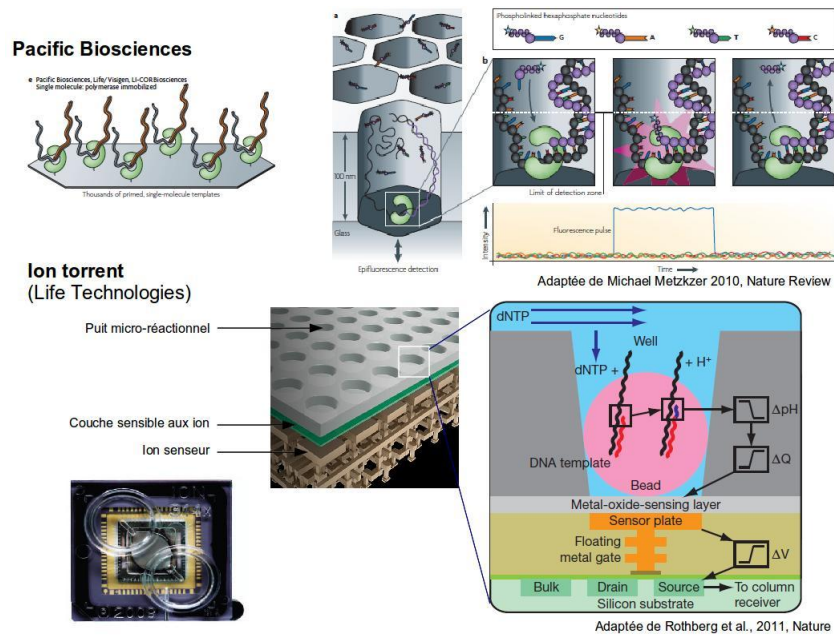 Pacific Biosciences
e Pacific Biosciences, Life/Visigen, LI-COR Biosciences
Single molecule: polymerase immobilized
Thousands of primed, single-molecule templates
a
100 nm
Glass
Epifluorescence detection
Phospholinked hexaphosphate nucleotides
G
A
T
C
b
Limit of detection zone
Fluorescence pulse
Intensity
Time
Adaptée de Michael Metzkzer 2010, Nature Review
Ion torrent
(Life Technologies)
Puit micro-réactionnel
Couche sensible aux ion
Ion senseur
dNTP
Well
dNTP +
+ H+
ΔpH
ΔQ
DNA template
Bead
Metal-oxide-sensing layer
Sensor plate
Floating
metal gate
ΔV
Bulk
Drain
Source
To column
receiver
Silicon substrate
Adaptée de Rothberg et al., 2011, Nature